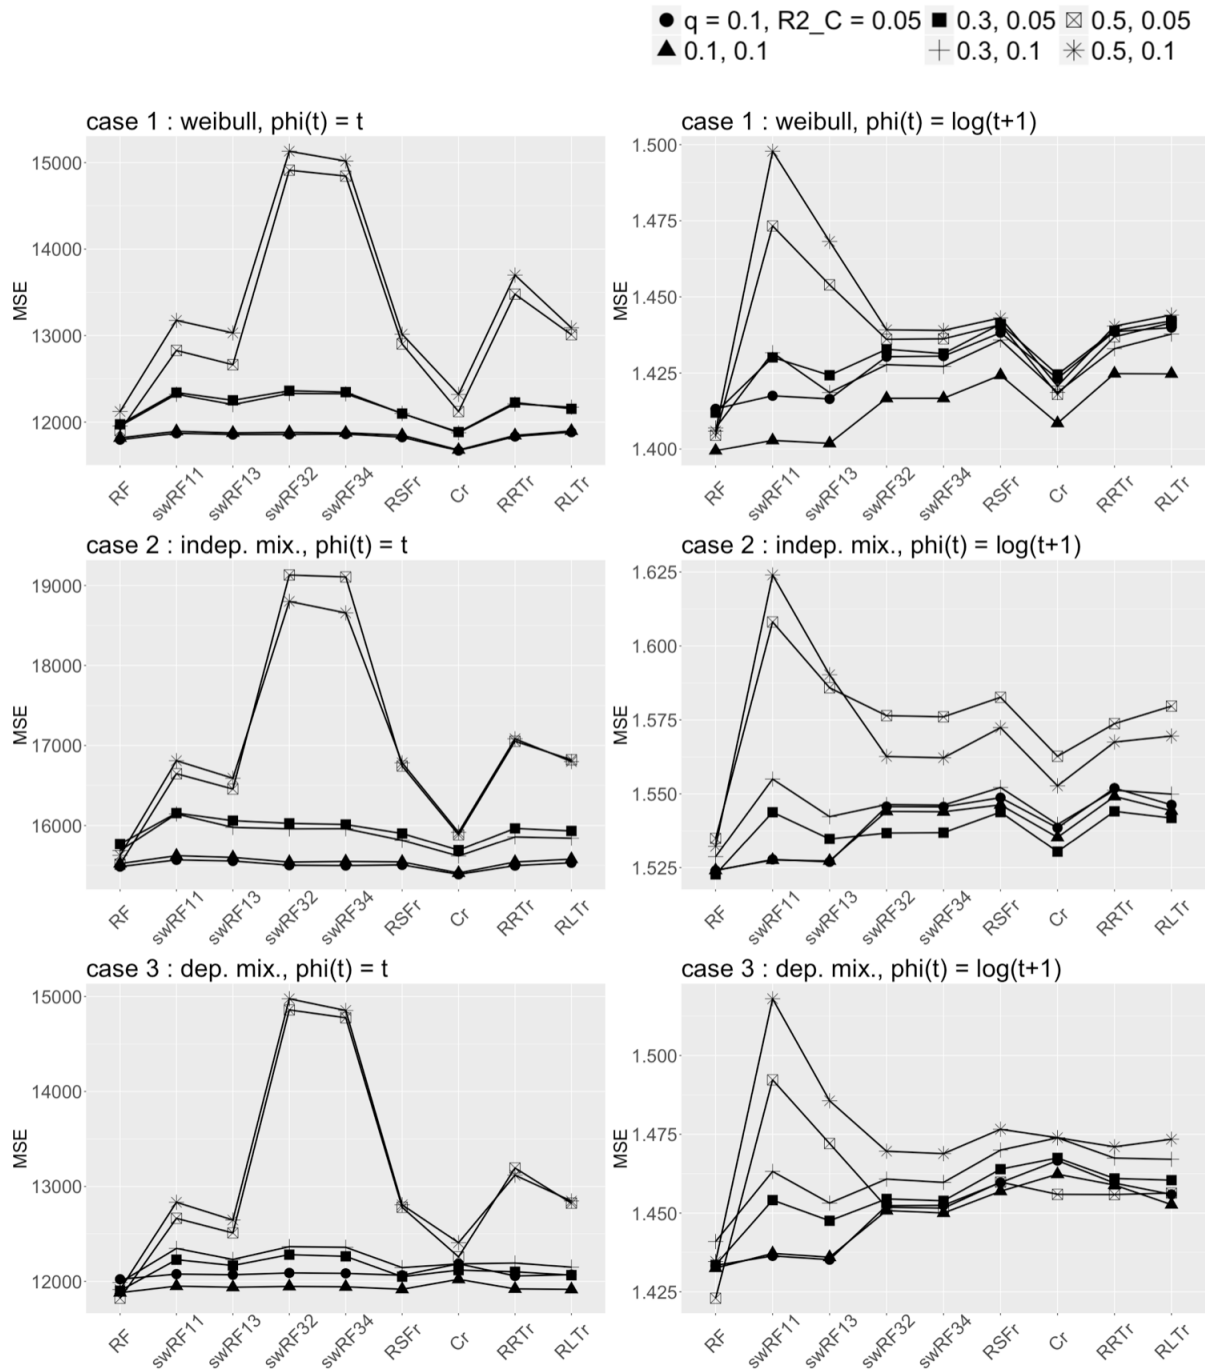 q = 0.1, R2_C = 0.05 0.3, 0.05 0.5, 0.05
0.1, 0.1 0.3, 0.1 0.5, 0.1
case 1 : weibull, phi(t) = t
15000
14000
13000
12000
MSE
RF swRF11 swRF13 swRF32 swRF34 RSFr Cr RRTr RLTr
case 1 : weibull, phi(t) = log(t+1)
1.500
1.475
1.450
1.425
1.400
MSE
RF swRF11 swRF13 swRF32 swRF34 RSFr Cr RRTr RLTr
case 2 : indep. mix., phi(t) = t
19000
18000
17000
16000
MSE
RF swRF11 swRF13 swRF32 swRF34 RSFr Cr RRTr RLTr
case 2 : indep. mix., phi(t) = log(t+1)
1.625
1.600
1.575
1.550
1.525
MSE
RF swRF11 swRF13 swRF32 swRF34 RSFr Cr RRTr RLTr
case 3 : dep. mix., phi(t) = t
15000
14000
13000
12000
MSE
RF swRF11 swRF13 swRF32 swRF34 RSFr Cr RRTr RLTr
case 3 : dep. mix., phi(t) = log(t+1)
1.500
1.475
1.450
1.425
MSE
RF swRF11 swRF13 swRF32 swRF34 RSFr Cr RRTr RLTr